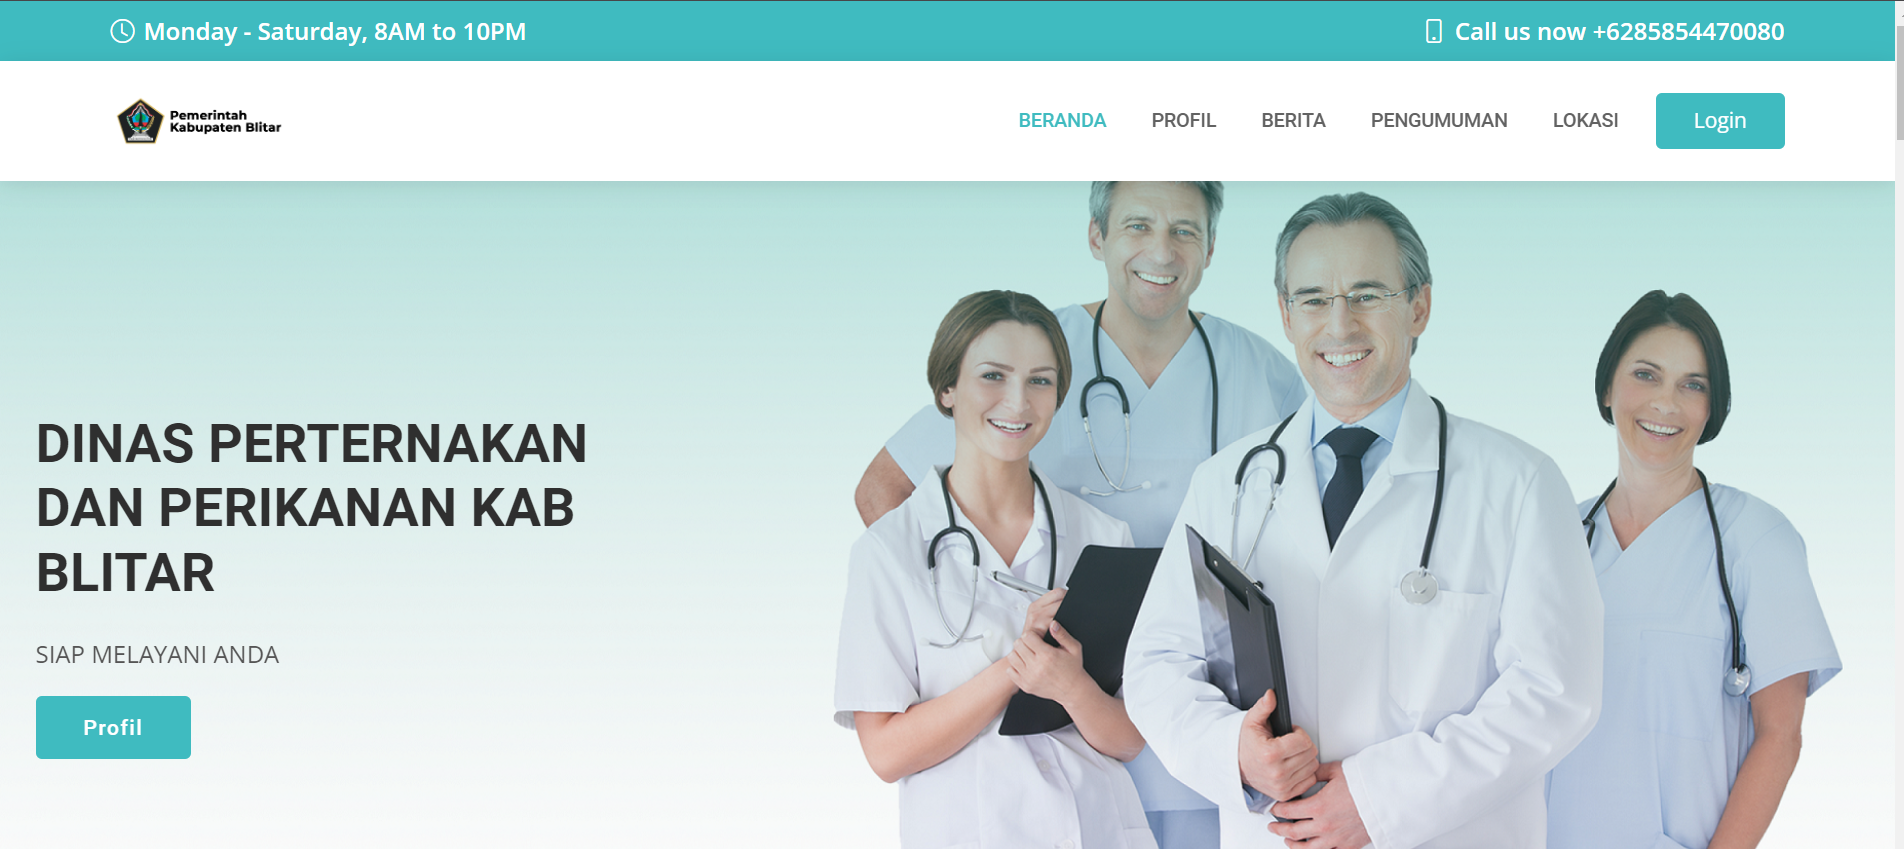 Monday - Saturday, 8AM to 10PM
Call us now +6285854470080
Pemerintah
Kabupaten Blitar
BERANDA
PROFIL
BERITA
PENGUMUMAN
LOKASI
Login
DINAS PERTERNAKAN
DAN PERIKANAN KAB
BLITAR
SIAP MELAYANI ANDA
Profil